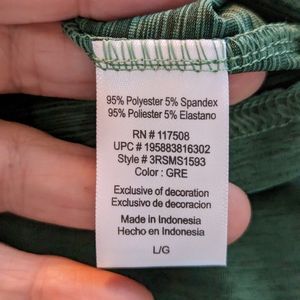 95% Polyester 5% Spandex
95% Poliester 5% Elastano
RN # 117508
UPC # 195883816302
Style # 3RSMS1593
Color : GRE
Exclusive of decoration
Exclusivo de decoracion
Made in Indonesia
Hecho en Indonesia
L/G